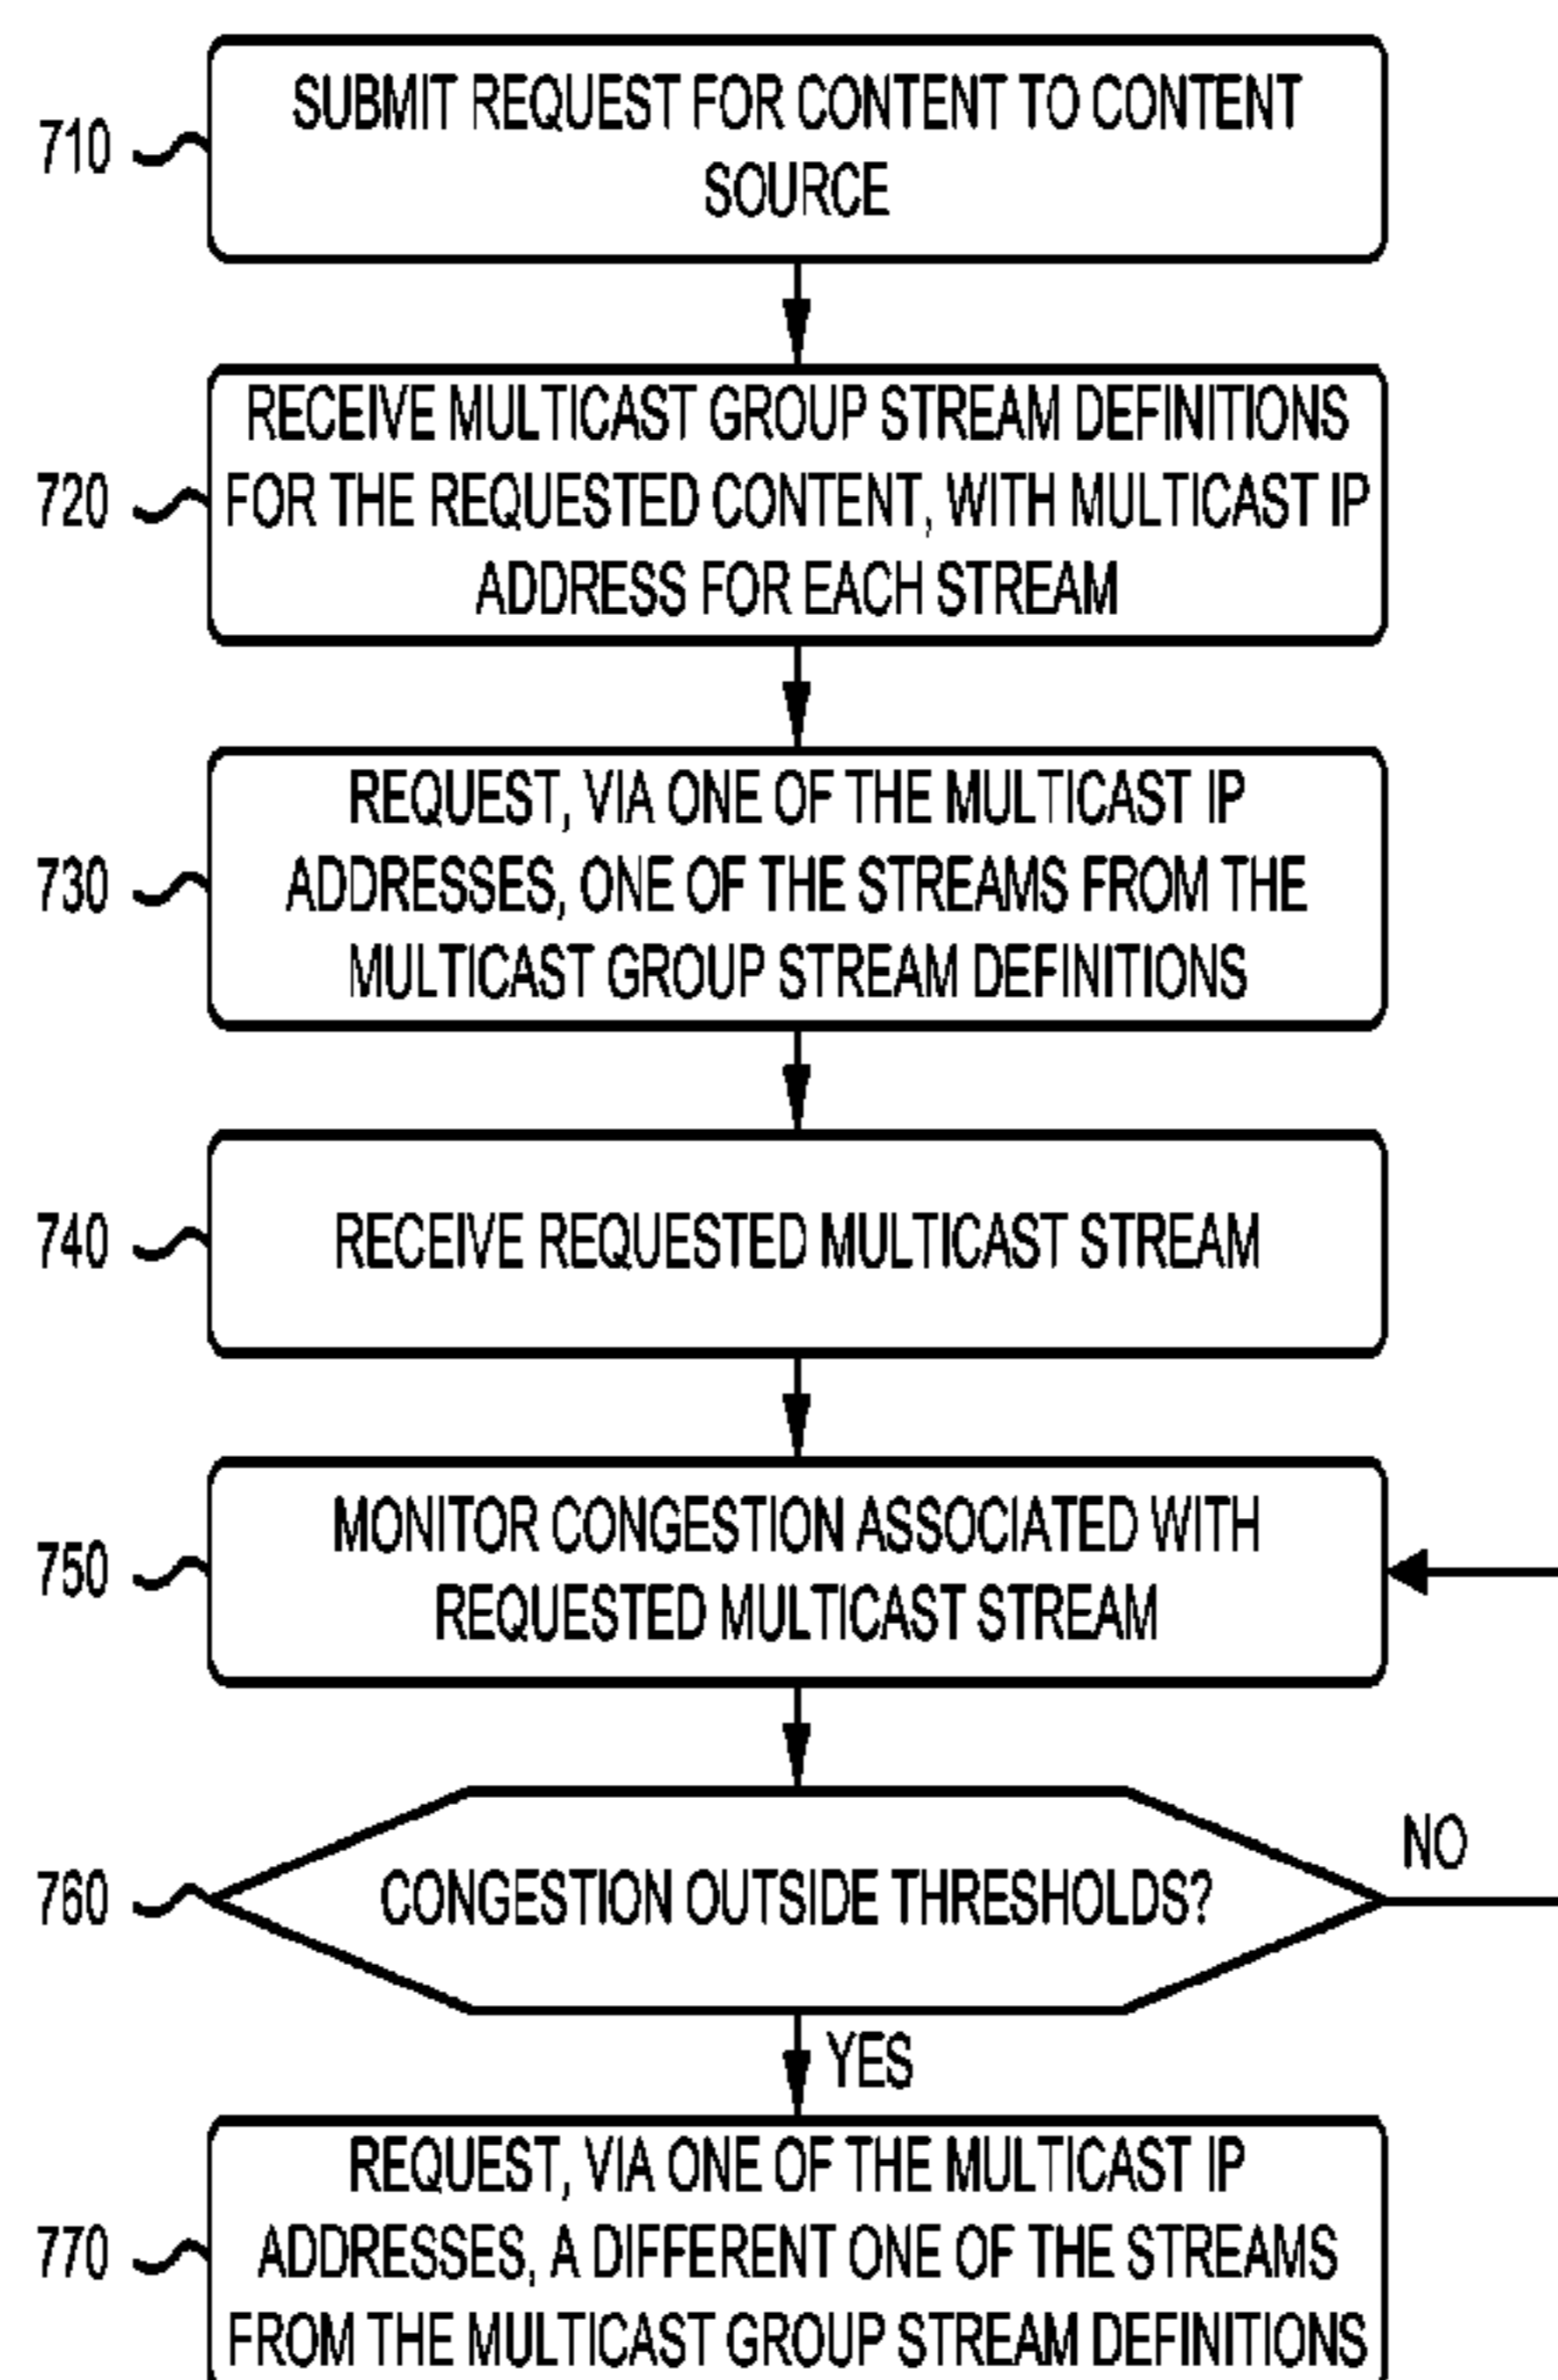 710
SUBMIT REQUEST FOR CONTENT TO CONTENT
SOURCE
720
RECEIVE MULTICAST GROUP STREAM DEFINITIONS
FOR THE REQUESTED CONTENT, WITH MULTICAST IP
ADDRESS FOR EACH STREAM
730
REQUEST, VIA ONE OF THE MULTICAST IP
ADDRESSES, ONE OF THE STREAMS FROM THE
MULTICAST GROUP STREAM DEFINITIONS
740
RECEIVE REQUESTED MULTICAST STREAM
750
MONITOR CONGESTION ASSOCIATED WITH
REQUESTED MULTICAST STREAM
760
CONGESTION OUTSIDE THRESHOLDS?
NO
YES
770
REQUEST, VIA ONE OF THE MULTICAST IP
ADDRESSES, A DIFFERENT ONE OF THE STREAMS
FROM THE MULTICAST GROUP STREAM DEFINITIONS